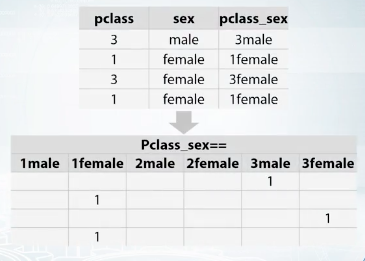 pclass sex pclass_sex
3 male 3male
1 female 1female
3 female 3female
1 female 1female
Pclass_sex==
1male 1female 2male 2female 3male 3female
1
1
1
1